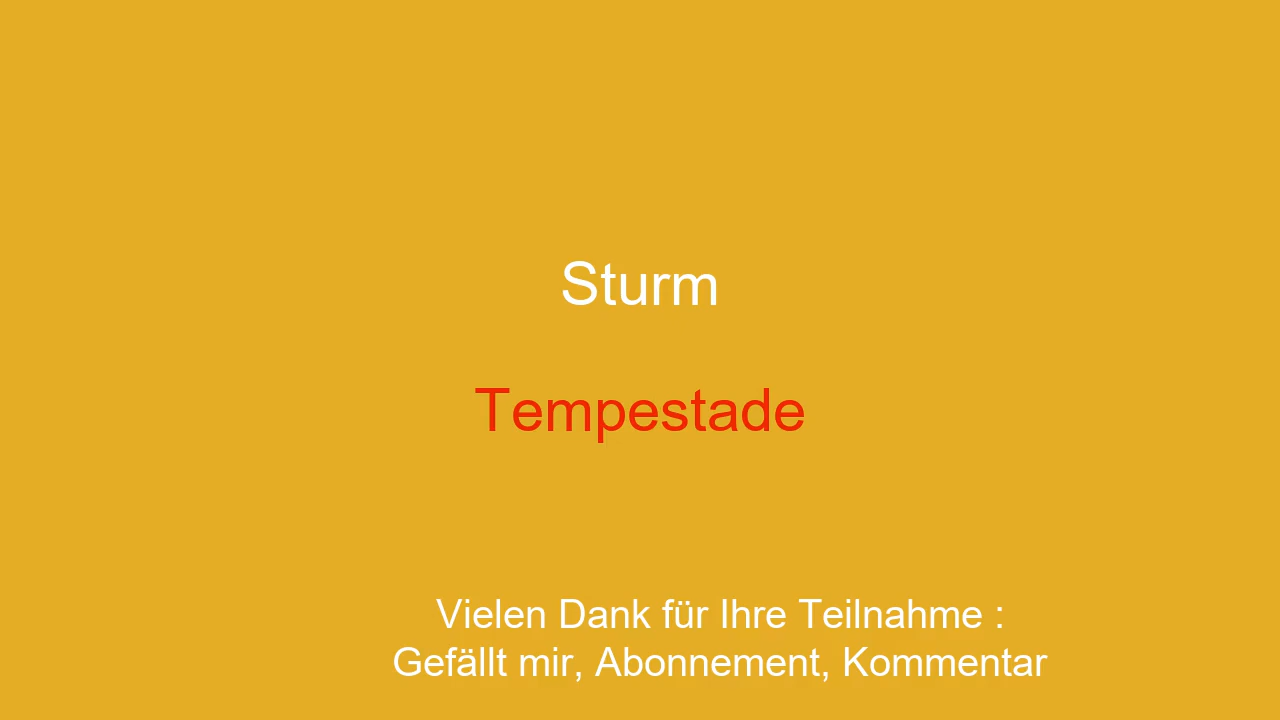 Sturm
Tempestade
Vielen Dank für Ihre Teilnahme :
Gefällt mir, Abonnement, Kommentar